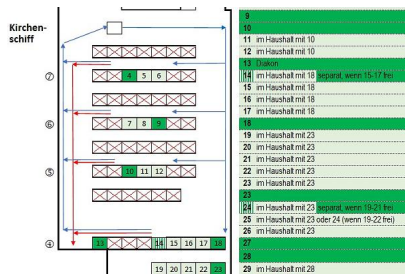 Kirchen-
schiff
⑦ 4 5 6
⑥ 7 8 9
⑤ 10 11 12
④ 13 14 15 16 17 18
19 20 21 22 23
9
10
11 im Haushalt mit 10
12 im Haushalt mit 10
13 Diakon
14 im Haushalt mit 18 separat, wenn 15-17 frei
15 im Haushalt mit 18
16 im Haushalt mit 18
17 im Haushalt mit 18
18
19 im Haushalt mit 23
20 im Haushalt mit 23
21 im Haushalt mit 23
22 im Haushalt mit 23
23 im Haushalt mit 23
23
24 im Haushalt mit 23 separat, wenn 19-21 frei
25 im Haushalt mit 23 oder 24 (wenn 19-22 frei)
26 im Haushalt mit 23
27
28
29 im Haushalt mit 28